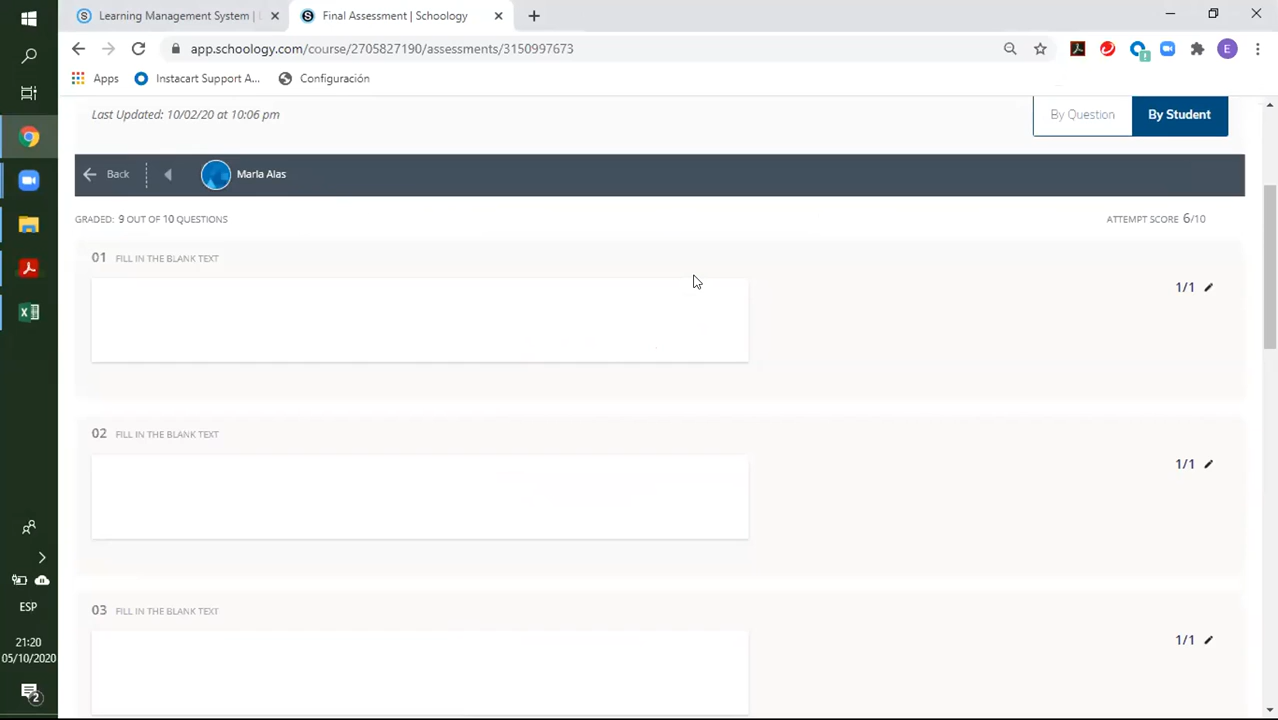 Learning Management System |
Final Assessment | Schoology
app.schoology.com/course/2705827190/assessments/3150997673
Apps
Instacart Support A...
Configuración
E
Last Updated: 10/02/20 at 10:06 pm
By Question
By Student
Back
Marla Alas
GRADED: 9 OUT OF 10 QUESTIONS
ATTEMPT SCORE 6/10
01 FILL IN THE BLANK TEXT
1/1
02 FILL IN THE BLANK TEXT
1/1
03 FILL IN THE BLANK TEXT
1/1
ESP
21:20
05/10/2020
2